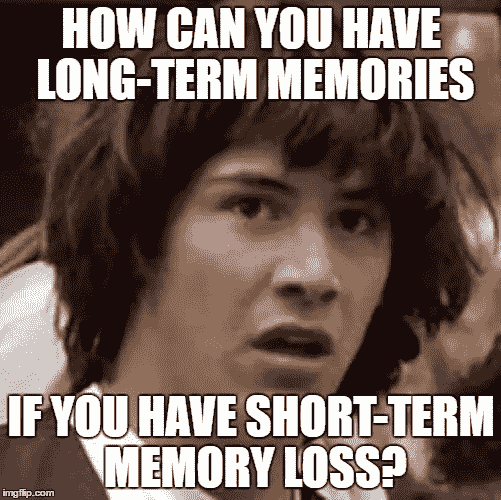 HOW CAN YOU HAVE
LONG-TERM MEMORIES
IF YOU HAVE SHORT-TERM
MEMORY LOSS?
imgflip.com